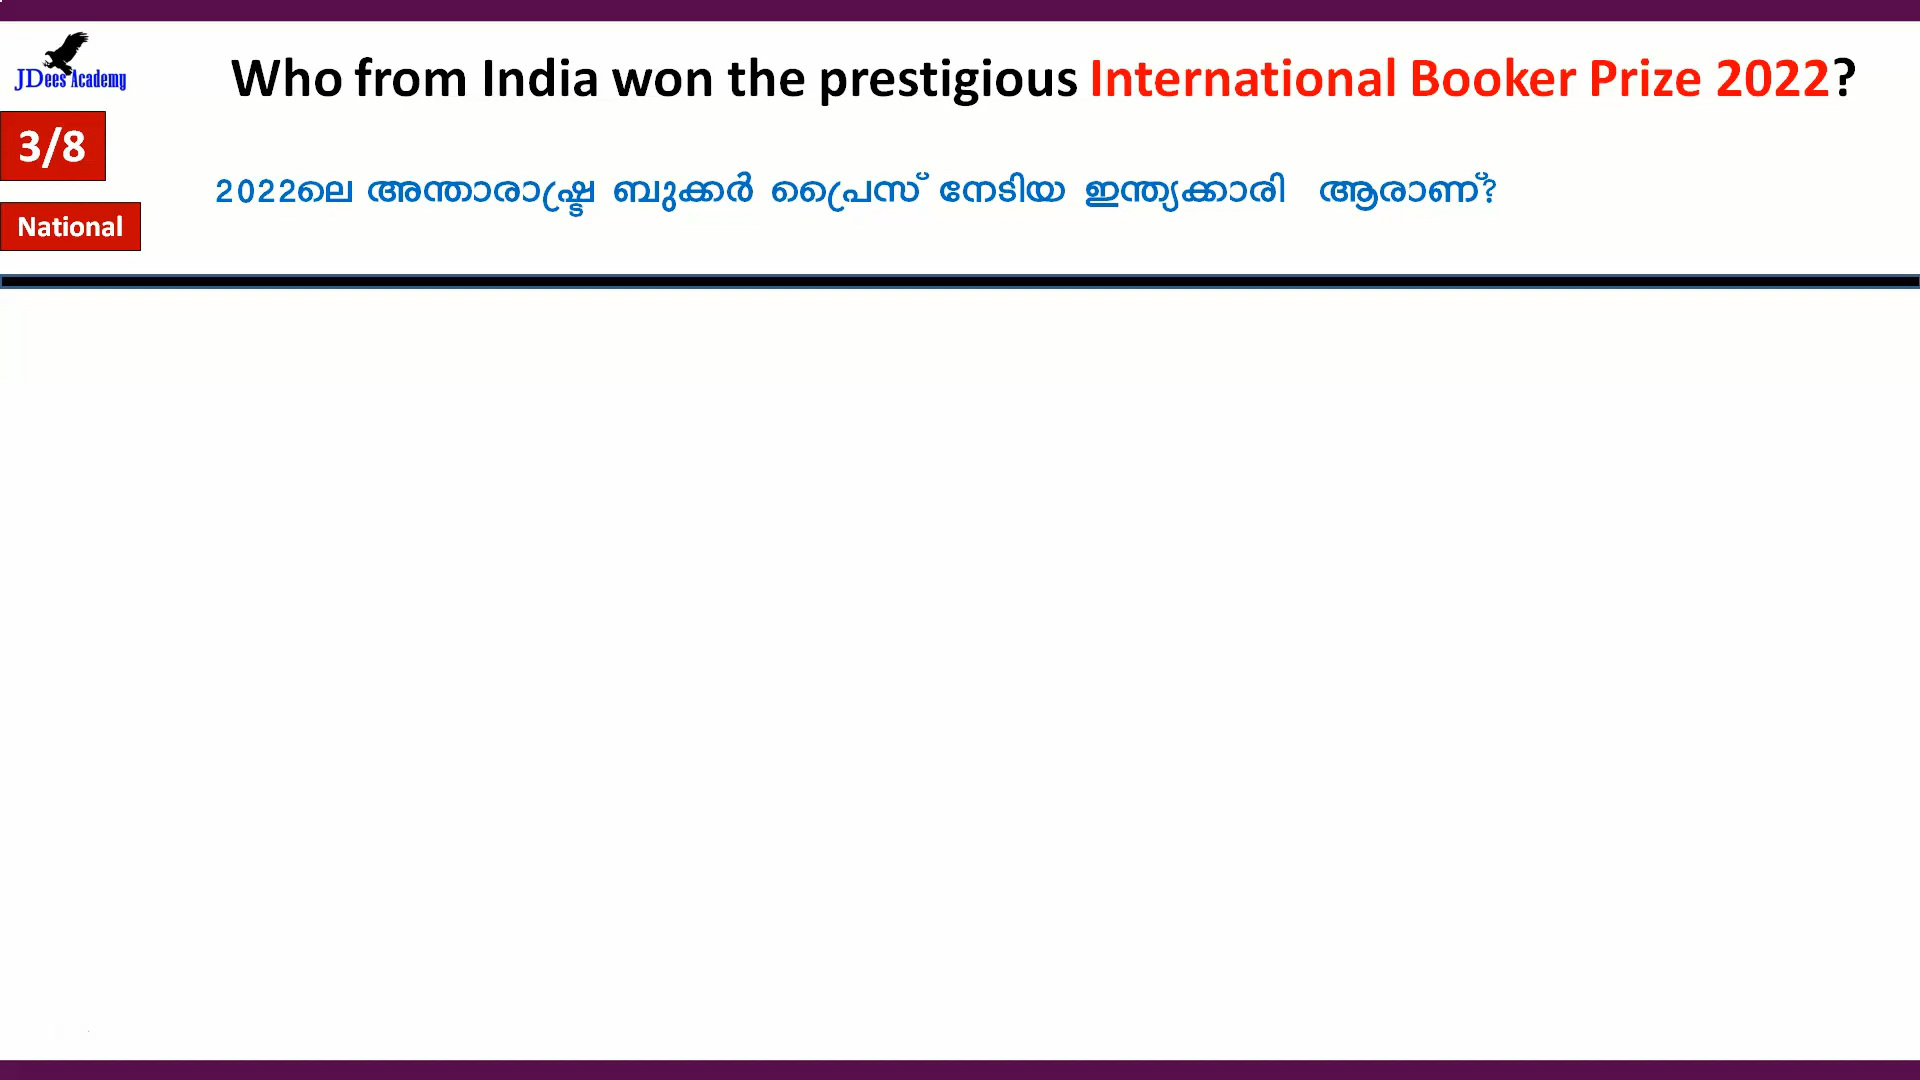 JDees Academy
Who from India won the prestigious International Booker Prize 2022?
3/8
2022ലെ അന്താരാഷ്ട്ര ബുക്കർ പ്രൈസ് നേടിയ ഇന്ത്യക്കാരി ആരാണ്?
National